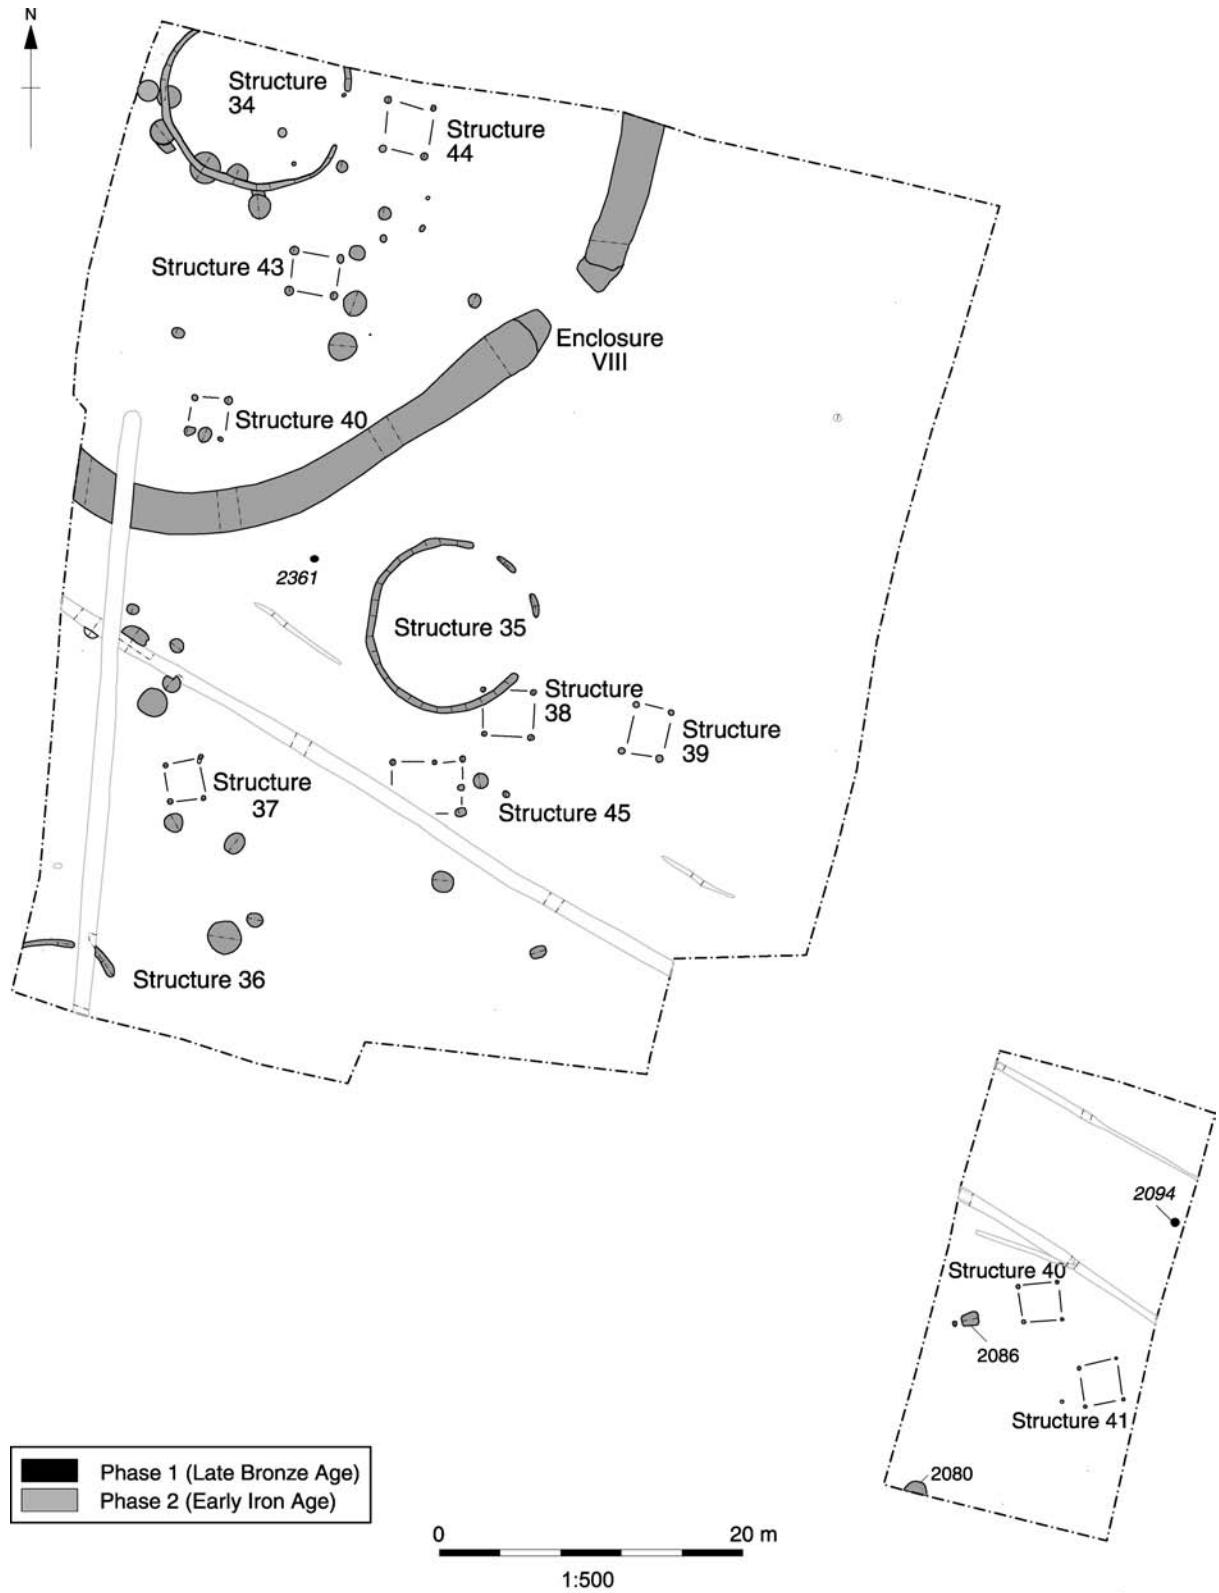 N
Structure
34
Structure
44
Structure 43
Enclosure
VIII
Structure 40
2361
Structure 35
Structure
38
Structure
39
Structure
37
Structure 45
Structure 36
2094
Structure 40
2086
Structure 41
2080
Phase 1 (Late Bronze Age)
Phase 2 (Early Iron Age)
0 20 m
1:500